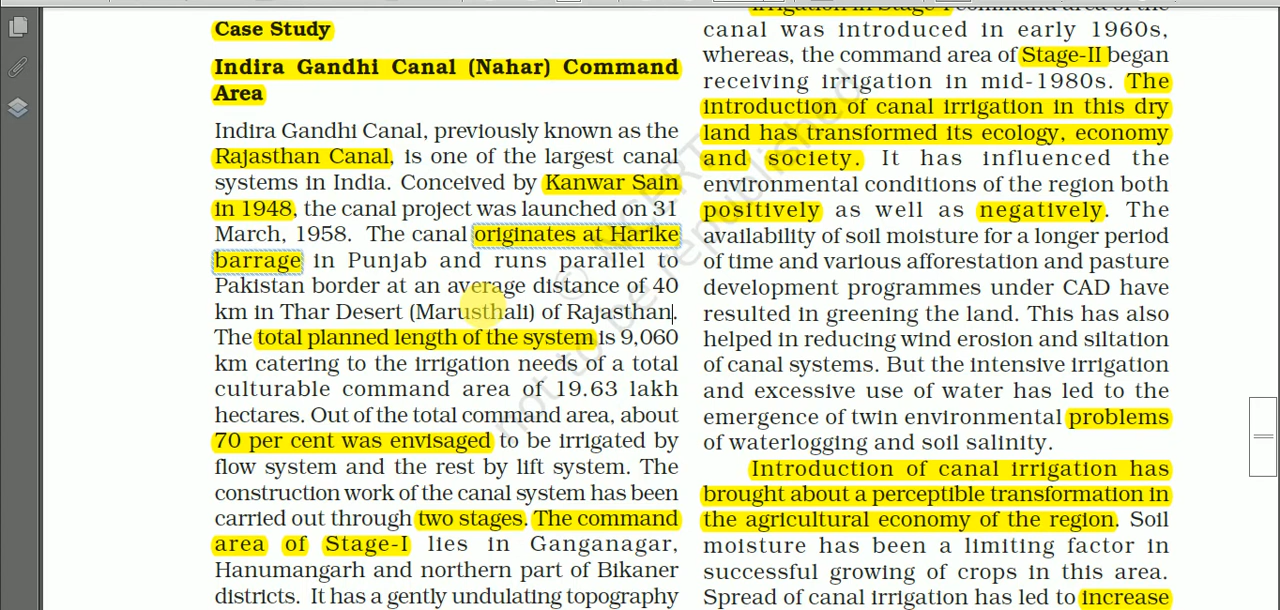 Case Study
Indira Gandhi Canal (Nahar) Command
Area
Indira Gandhi Canal, previously known as the
Rajasthan Canal, is one of the largest canal
systems in India. Conceived by Kanwar Sain
in 1948, the canal project was launched on 31
March, 1958. The canal originates at Harike
barrage in Punjab and runs parallel to
Pakistan border at an average distance of 40
km in Thar Desert (Marusthali) of Rajasthan.
The total planned length of the system is 9,060
km catering to the irrigation needs of a total
culturable command area of 19.63 lakh
hectares. Out of the total command area, about
70 per cent was envisaged to be irrigated by
flow system and the rest by lift system. The
construction work of the canal system has been
carried out through two stages. The command
area of Stage-I lies in Ganganagar,
Hanumangarh and northern part of Bikaner
districts. It has a gently undulating topography
irrigation in Stage-I command area of the
canal was introduced in early 1960s,
whereas, the command area of Stage-II began
receiving irrigation in mid-1980s. The
introduction of canal irrigation in this dry
land has transformed its ecology, economy
and society. It has influenced the
environmental conditions of the region both
positively as well as negatively. The
availability of soil moisture for a longer period
of time and various afforestation and pasture
development programmes under CAD have
resulted in greening the land. This has also
helped in reducing wind erosion and siltation
of canal systems. But the intensive irrigation
and excessive use of water has led to the
emergence of twin environmental problems
of waterlogging and soil salinity.
Introduction of canal irrigation has
brought about a perceptible transformation in
the agricultural economy of the region. Soil
moisture has been a limiting factor in
successful growing of crops in this area.
Spread of canal irrigation has led to increase
© NCERT
not to be republished